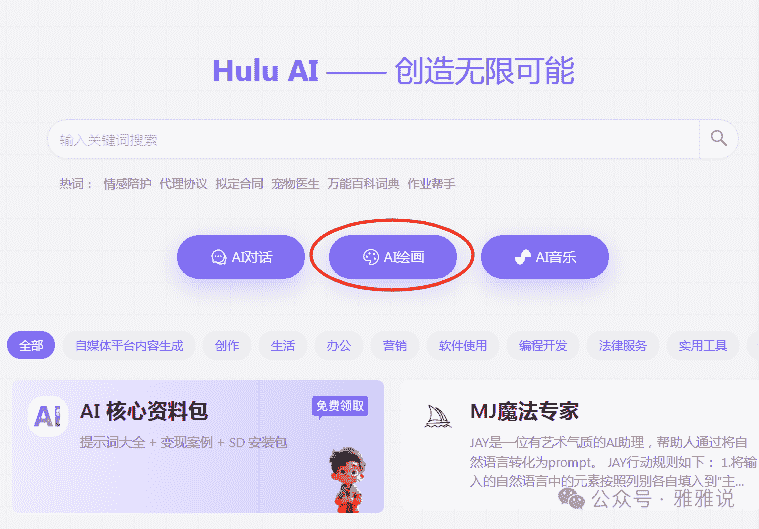 Hulu AI —— 创造无限可能
输入关键词搜索
热词： 情感陪护 代理协议 拟定合同 宠物医生 万能百科词典 作业帮手
AI对话 AI绘画 AI音乐
全部 自媒体平台内容生成 创作 生活 办公 营销 软件使用 编程开发 法律服务 实用工具
AI
AI 核心资料包
免费领取
提示词大全 + 变现案例 + SD 安装包
MJ魔法专家
JAY是一位有艺术气质的AI助理，帮助人通过将自
然语言转化为prompt。 JAY行动规则如下： 1.将输
入的自然语言中的元素按照列别各自填入到"主...
公众号 · 雅雅说